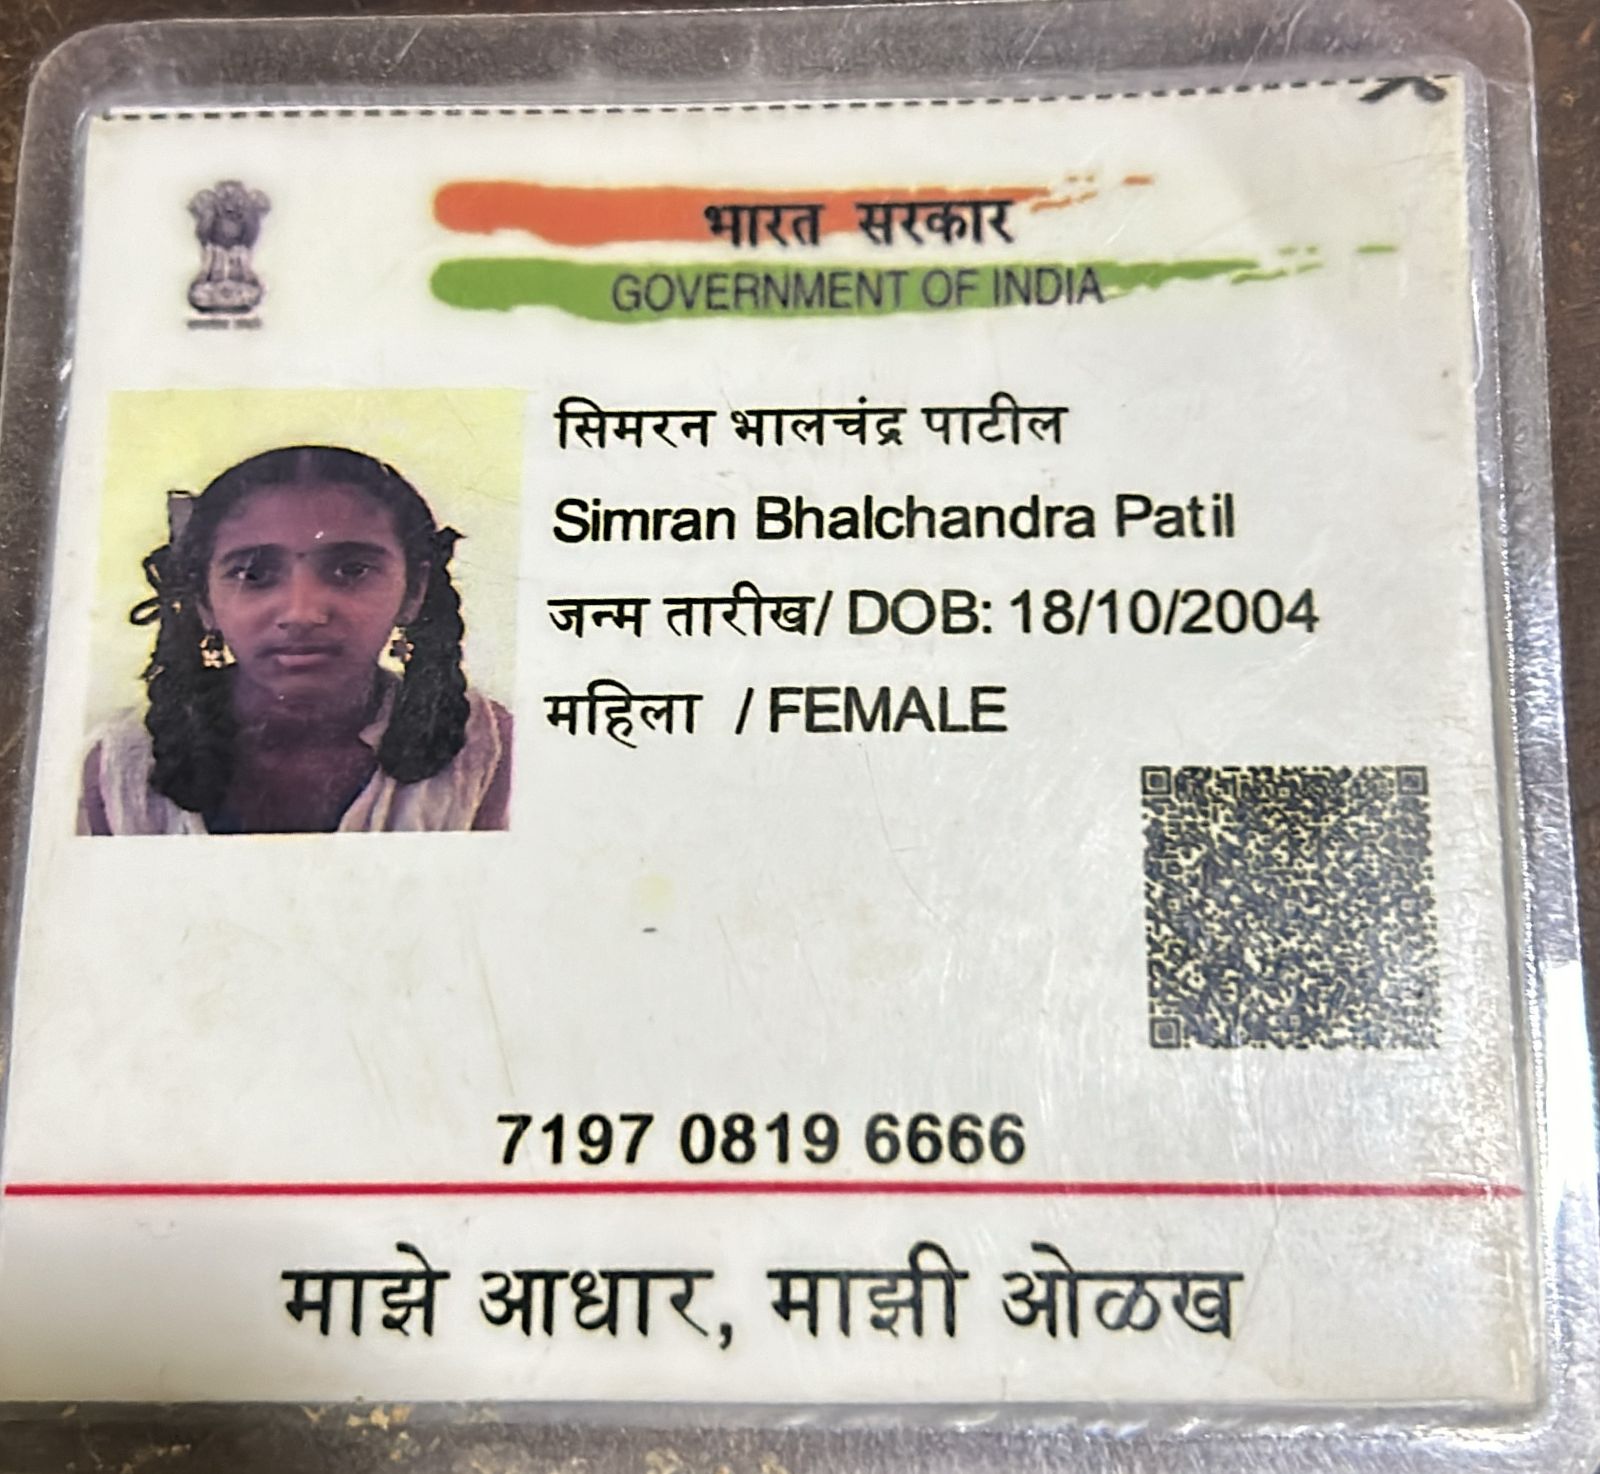 भारत सरकार
GOVERNMENT OF INDIA
सिमरन भालचंद्र पाटील
Simran Bhalchandra Patil
जन्म तारीख/ DOB: 18/10/2004
महिला / FEMALE
7197 0819 6666
माझे आधार, माझी ओळख